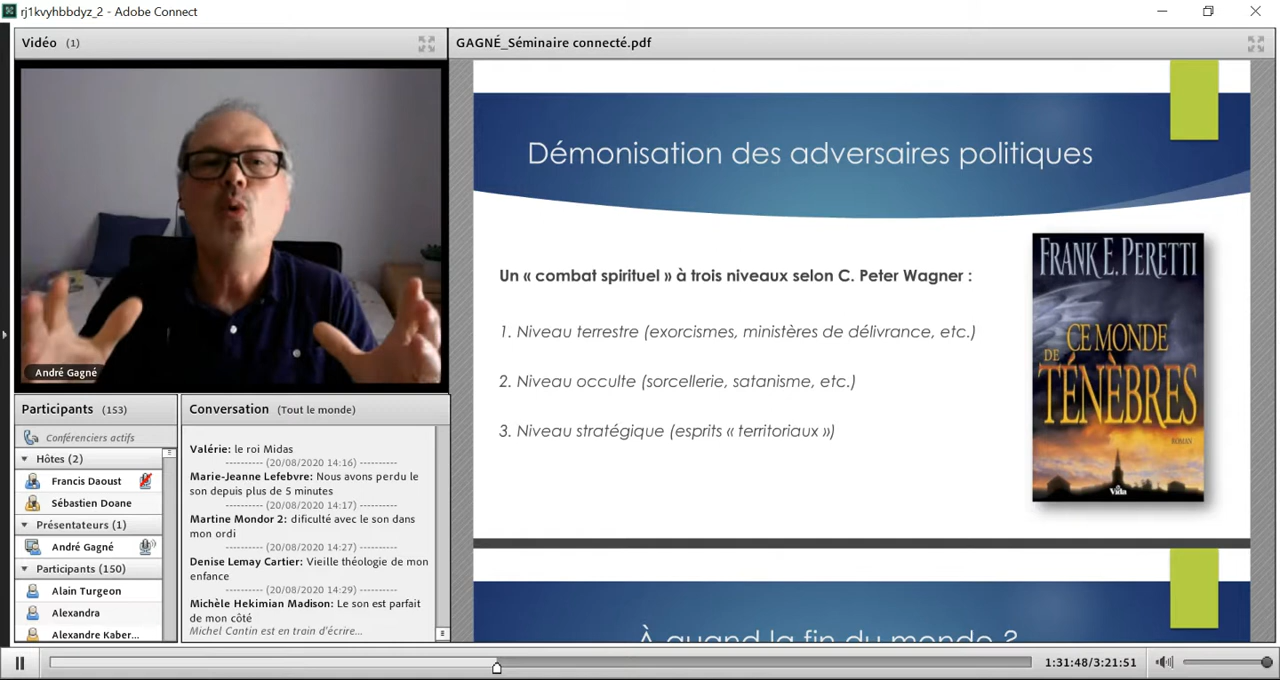 rj1kvyhbbdyz_2 - Adobe Connect
Vidéo (1)
André Gagné
Participants (153)
Conférenciers actifs
Hôtes (2)
Francis Daoust
Sébastien Doane
Présentateurs (1)
André Gagné
Participants (150)
Alain Turgeon
Alexandra
Alexandre Kaber...
Conversation (Tout le monde)
Valérie: le roi Midas
---------- (20/08/2020 14:16) ----------
Marie-Jeanne Lefebvre: Nous avons perdu le
son depuis plus de 5 minutes
---------- (20/08/2020 14:17) ----------
Martine Mondor 2: dificulté avec le son dans
mon ordi
---------- (20/08/2020 14:27) ----------
Denise Lemay Cartier: Vieille théologie de mon
enfance
---------- (20/08/2020 14:29) ----------
Michèle Hekimian Madison: Le son est parfait
de mon côté
Michel Cantin est en train d'écrire...
GAGNÉ_Séminaire connecté.pdf
Démonisation des adversaires politiques
Un « combat spirituel » à trois niveaux selon C. Peter Wagner :
1. Niveau terrestre (exorcismes, ministères de délivrance, etc.)
2. Niveau occulte (sorcellerie, satanisme, etc.)
3. Niveau stratégique (esprits « territoriaux »)
FRANK E. PERETTI
CE MONDE
DE TÉNÈBRES
ROMAN
Vida
À quand la fin du monde ?
1:31:48/3:21:51